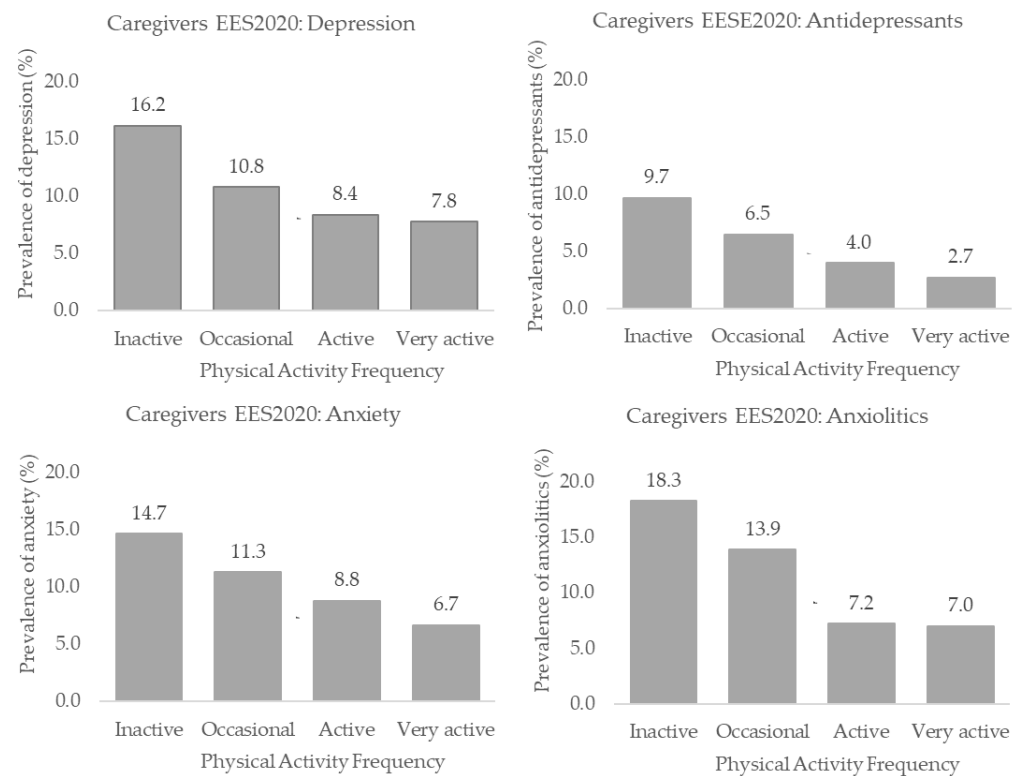 Caregivers EES2020: Depression
Prevalence of depression (%)
20.0
15.0
10.0
5.0
0.0
16.2
10.8
8.4
7.8
Inactive Occasional Active Very active
Physical Activity Frequency
Caregivers EESE2020: Antidepressants
Prevalence of antidepressants (%)
20.0
15.0
10.0
5.0
0.0
9.7
6.5
4.0
2.7
Inactive Occasional Active Very active
Physical Activity Frequency
Caregivers EES2020: Anxiety
Prevalence of anxiety (%)
20.0
15.0
10.0
5.0
0.0
14.7
11.3
8.8
6.7
Inactive Occasional Active Very active
Physical Activity Frequency
Caregivers EES2020: Anxiolitics
Prevalence of anxiolitics (%)
20.0
15.0
10.0
5.0
0.0
18.3
13.9
7.2
7.0
Inactive Occasional Active Very active
Physical Activity Frequency